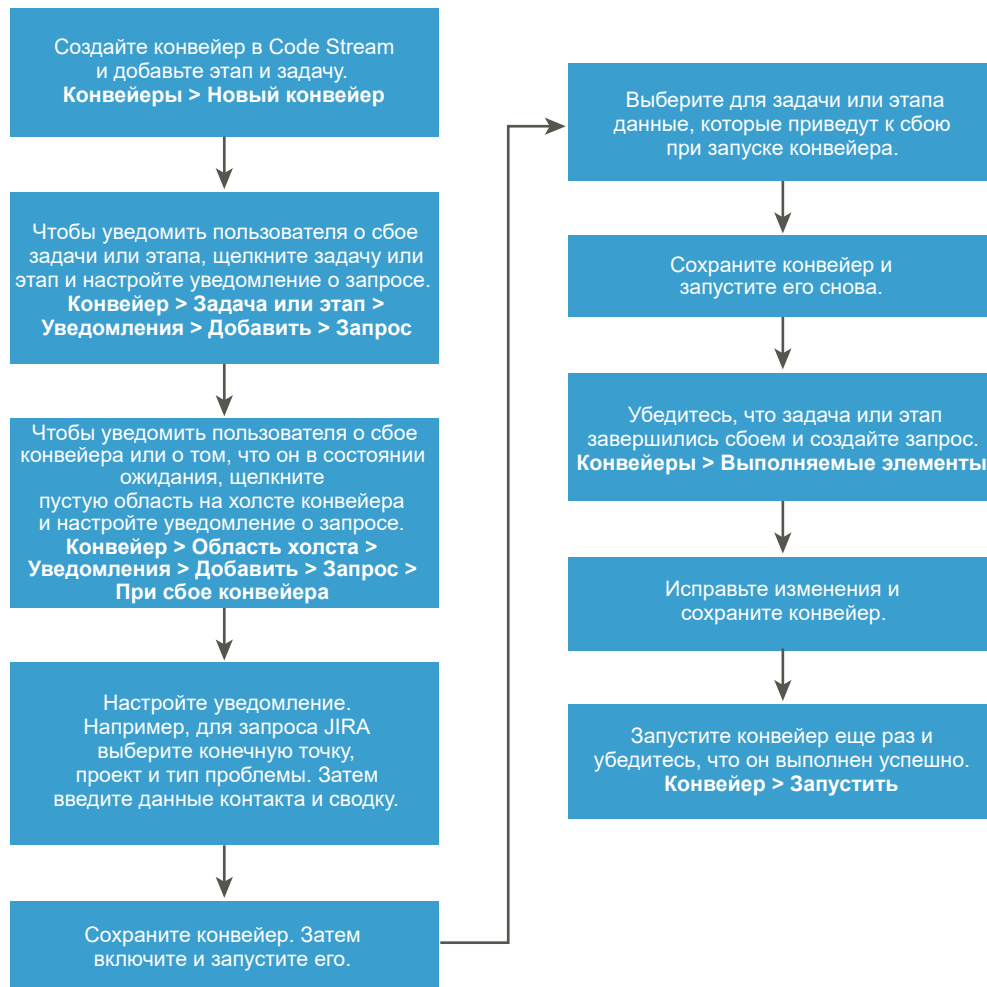 Создайте конвейер в Code Stream
и добавьте этап и задачу.
Конвейеры > Новый конвейер
Чтобы уведомить пользователя о сбое
задачи или этапа, щелкните задачу или
этап и настройте уведомление о запросе.
Конвейер > Задача или этап >
Уведомления > Добавить > Запрос
Чтобы уведомить пользователя о сбое
конвейера или о том, что он в состоянии
ожидания, щелкните
пустую область на холсте конвейера
и настройте уведомление о запросе.
Конвейер > Область холста >
Уведомления > Добавить > Запрос >
При сбое конвейера
Настройте уведомление.
Например, для запроса JIRA
выберите конечную точку,
проект и тип проблемы. Затем
введите данные контакта и сводку.
Сохраните конвейер. Затем
включите и запустите его.
Выберите для задачи или этапа
данные, которые приведут к сбою
при запуске конвейера.
Сохраните конвейер и
запустите его снова.
Убедитесь, что задача или этап
завершились сбоем и создайте запрос.
Конвейеры > Выполняемые элементы
Исправьте изменения и
сохраните конвейер.
Запустите конвейер еще раз и
убедитесь, что он выполнен успешно.
Конвейер > Запустить